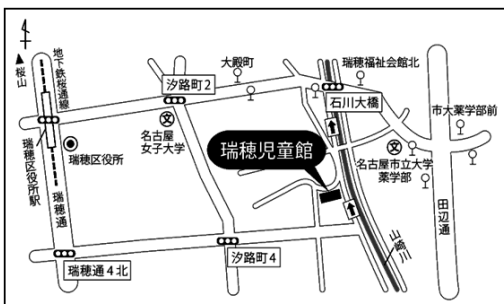 桜山
地下鉄桜通線
瑞穂区役所駅
瑞穂区役所
瑞穂通
瑞穂通4北
汐路町2
名古屋
女子大学
大殿町
瑞穂児童館
汐路町4
瑞穂福祉会館北
石川大橋
市大薬学部前
名古屋市立大学
薬学部
山崎川
田辺通